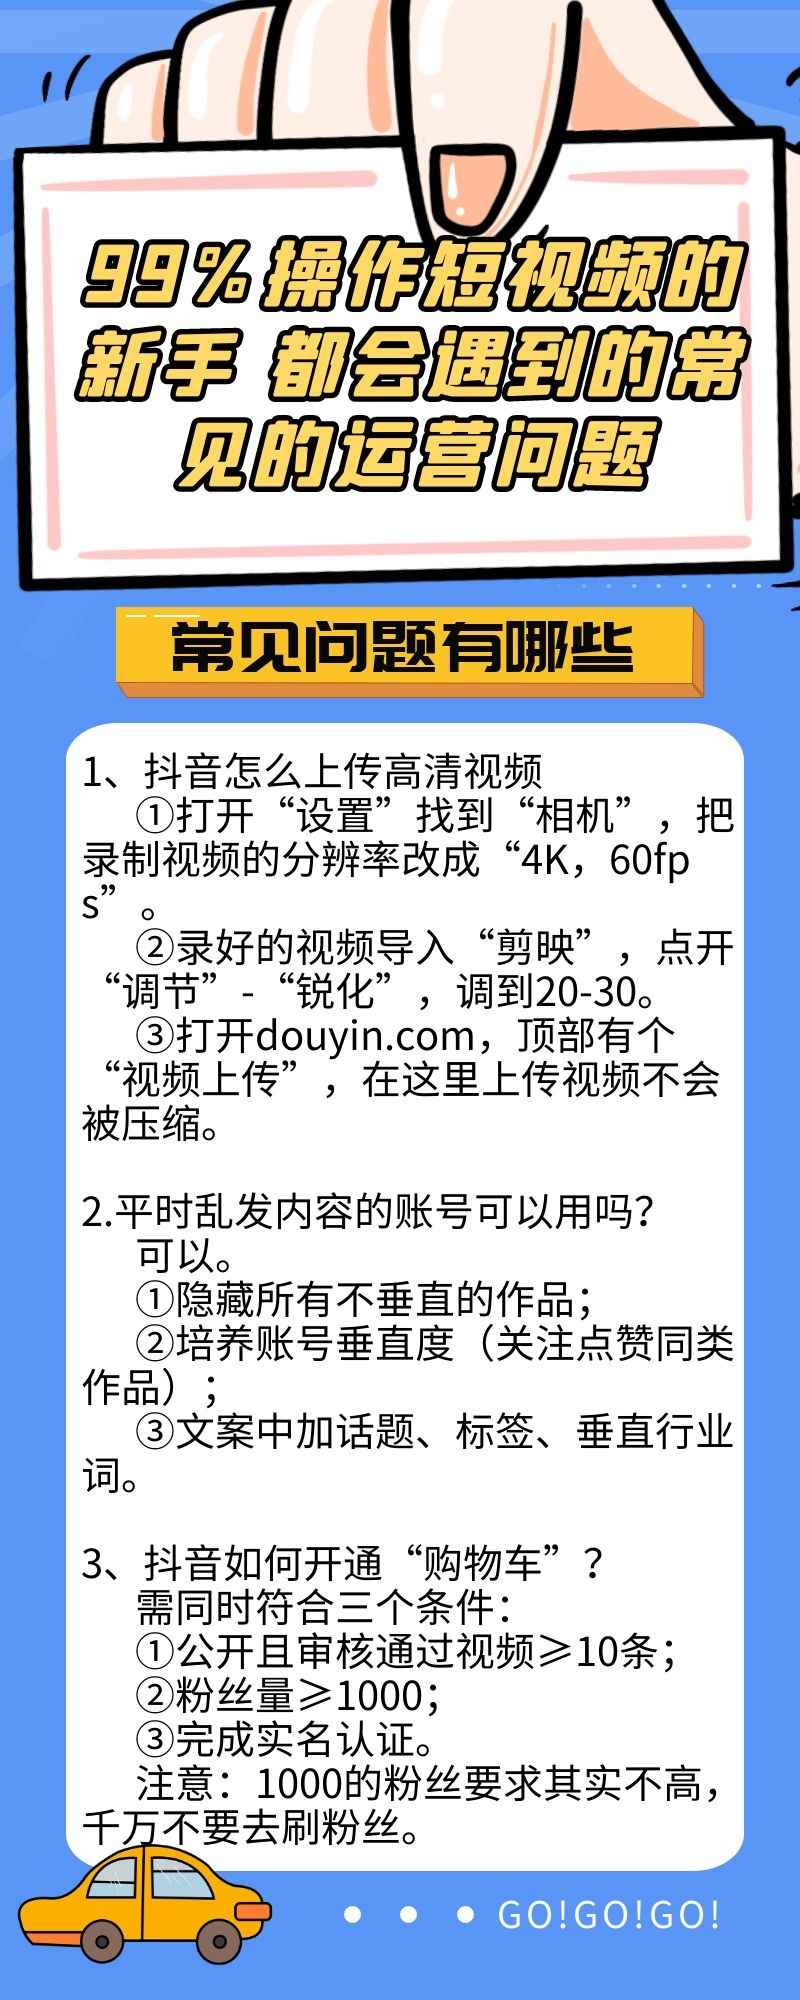 99%操作短视频的
新手 都会遇到的常
见的运营问题
常见问题有哪些
1、抖音怎么上传高清视频
①打开“设置”找到“相机”，把
录制视频的分辨率改成“4K，60fp
s”。
②录好的视频导入“剪映”，点开
“调节”-“锐化”，调到20-30。
③打开douyin.com，顶部有个
“视频上传”，在这里上传视频不会
被压缩。
2.平时乱发内容的账号可以用吗？
可以。
①隐藏所有不垂直的作品；
②培养账号垂直度（关注点赞同类
作品）；
③文案中加话题、标签、垂直行业
词。
3、抖音如何开通“购物车”？
需同时符合三个条件：
①公开且审核通过视频≥10条；
②粉丝量≥1000；
③完成实名认证。
注意：1000的粉丝要求其实不高，
千万不要去刷粉丝。
GO!GO!GO!